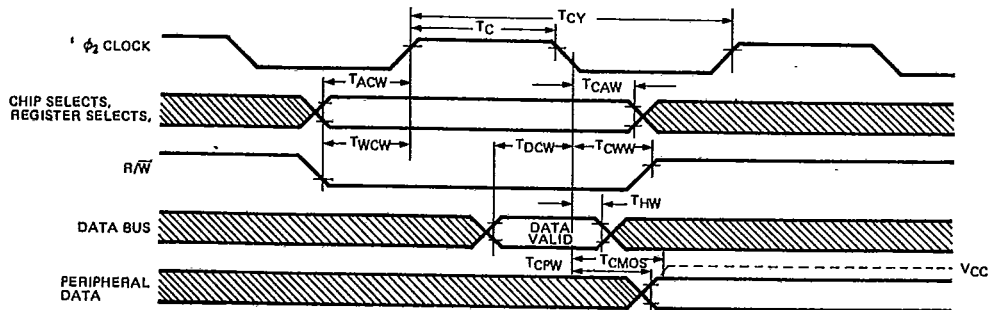 TCY
TC
ϕ2 CLOCK
TACW
TCAW
CHIP SELECTS,
REGISTER SELECTS,
TWCW
TDCW
TCWW
R/W̅
THW
DATA BUS
DATA
VALID
TCPW
TCMOS
VCC
PERIPHERAL
DATA